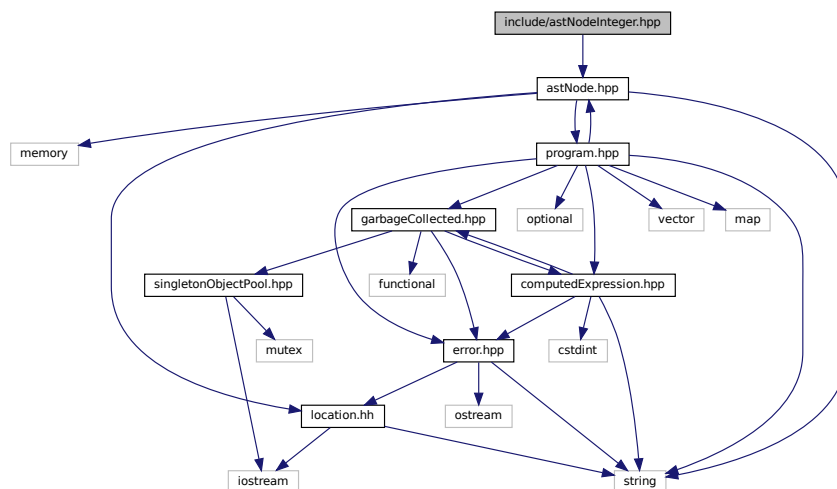 include/astNodeInteger.hpp
astNode.hpp
memory
program.hpp
garbageCollected.hpp
optional
vector
map
singletonObjectPool.hpp
functional
computedExpression.hpp
mutex
error.hpp
cstdint
location.hh
ostream
iostream
string